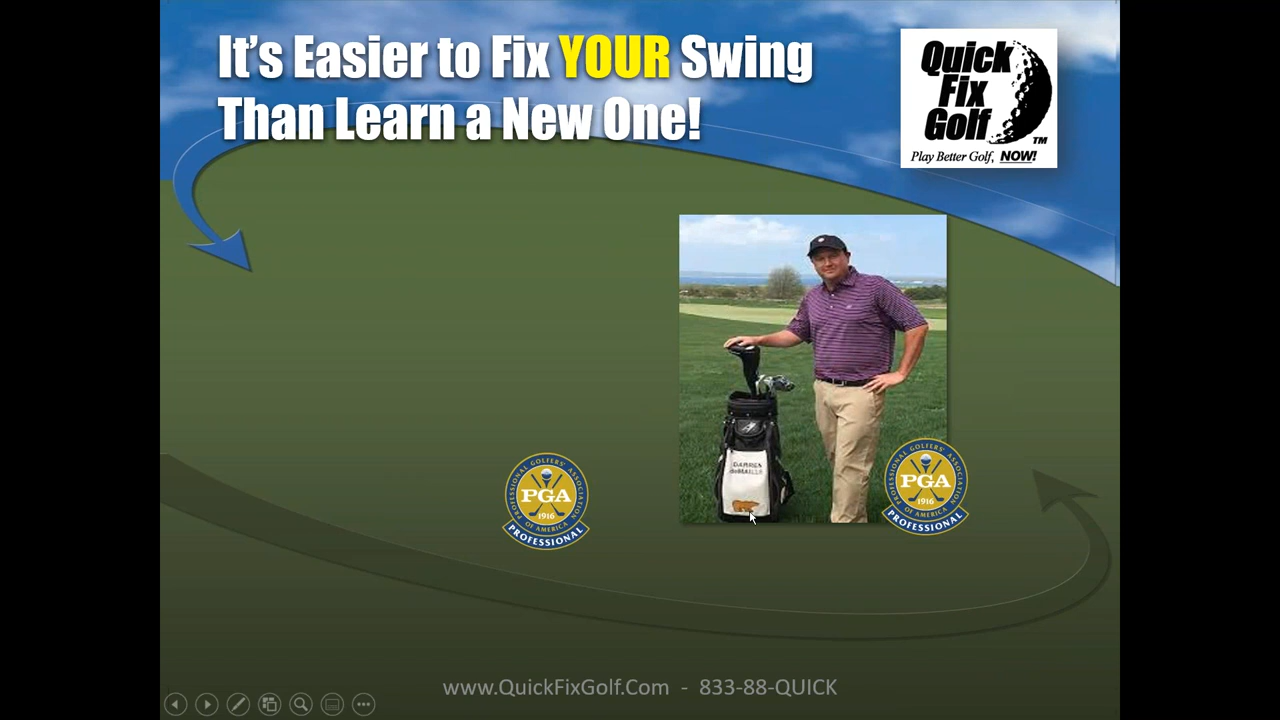 It's Easier to Fix YOUR Swing
Than Learn a New One!
Quick
Fix
Golf
TM
Play Better Golf, NOW!
DARREN
deMAILLE
PROFESSIONAL GOLFERS' ASSOCIATION
PGA
1916
OF AMERICA
PROFESSIONAL
PROFESSIONAL GOLFERS' ASSOCIATION
PGA
1916
OF AMERICA
PROFESSIONAL
www.QuickFixGolf.Com - 833-88-QUICK